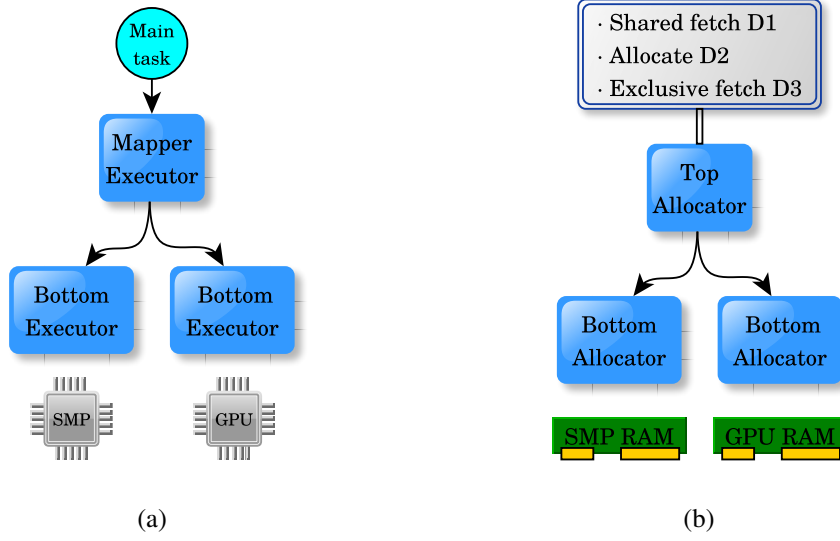 Main
task
Mapper
Executor
Bottom
Executor
Bottom
Executor
SMP
GPU
(a)
· Shared fetch D1
· Allocate D2
· Exclusive fetch D3
Top
Allocator
Bottom
Allocator
Bottom
Allocator
SMP RAM
GPU RAM
(b)